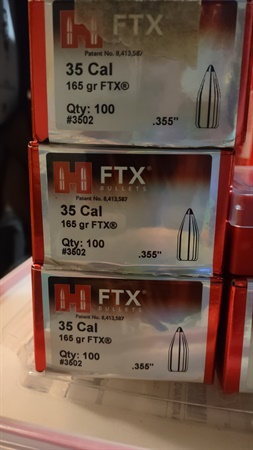 H FTX
BULLETS
Patent No. 8,413,587
35 Cal
165 gr FTX®
Qty: 100
#3502 .355"
H FTX
BULLETS
Patent No. 8,413,587
35 Cal
165 gr FTX®
Qty: 100
#3502 .355"
H FTX
BULLETS
Patent No. 8,413,587
35 Cal
165 gr FTX®
Qty: 100
#3502 .355"